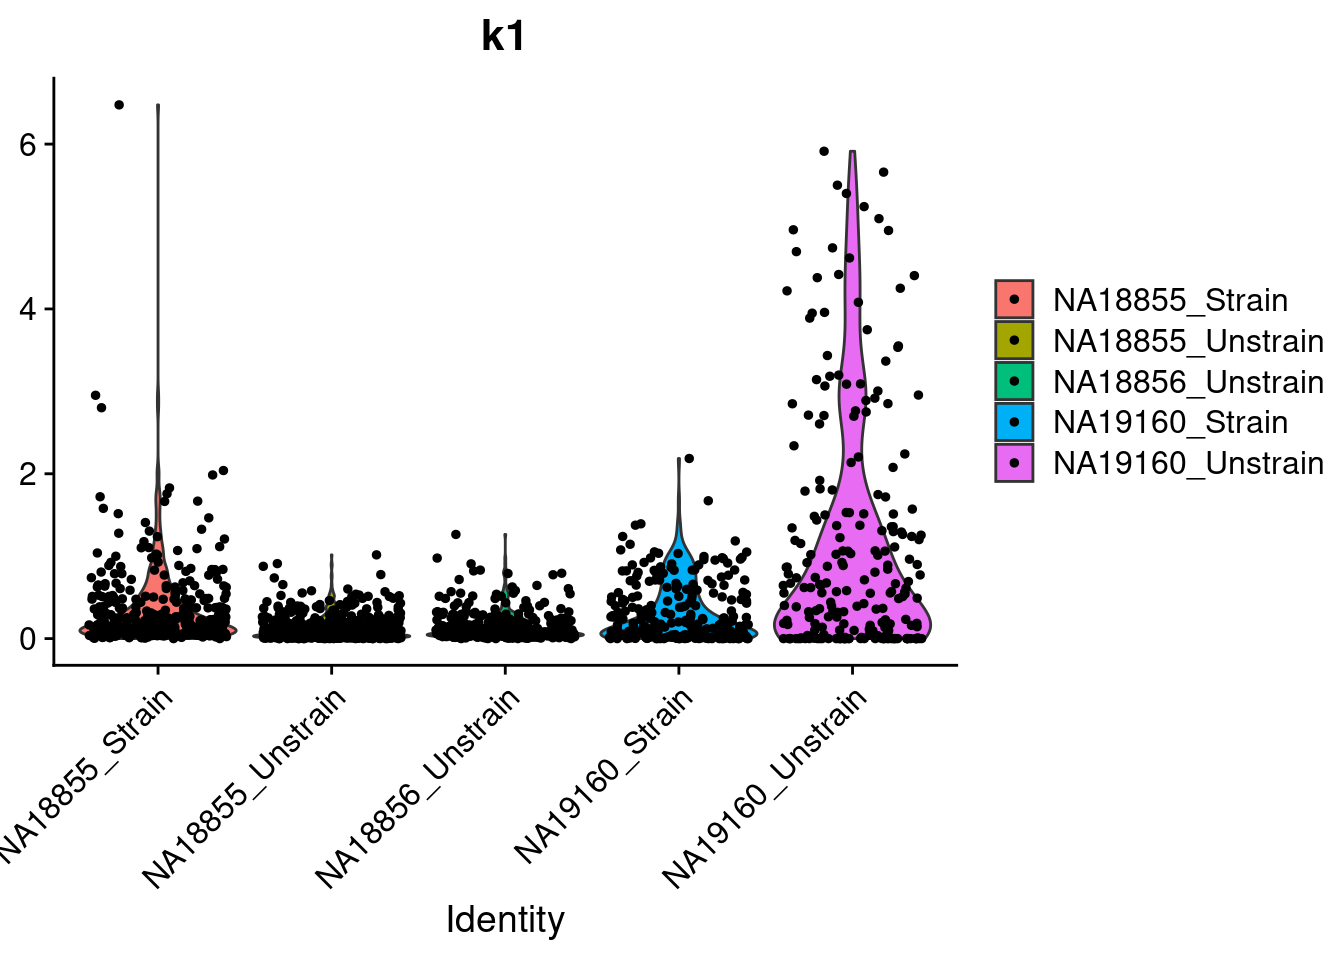 k1
6
4
2
0
NA18855_Strain
NA18855_Unstrain
NA18856_Unstrain
NA19160_Strain
NA19160_Unstrain
Identity
NA18855_Strain
NA18855_Unstrain
NA18856_Unstrain
NA19160_Strain
NA19160_Unstrain